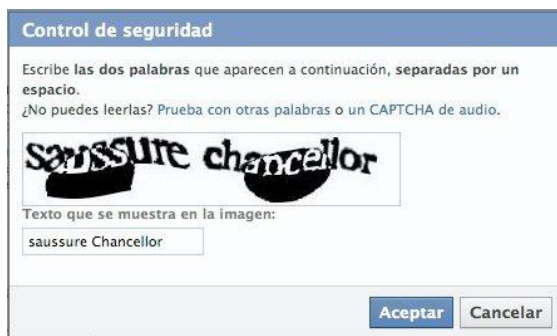 Control de seguridad
Escribe las dos palabras que aparecen a continuación, separadas por un
espacio.
¿No puedes leerlas? Prueba con otras palabras o un CAPTCHA de audio.
saussure chancellor
Texto que se muestra en la imagen:
saussure Chancellor
Aceptar Cancelar